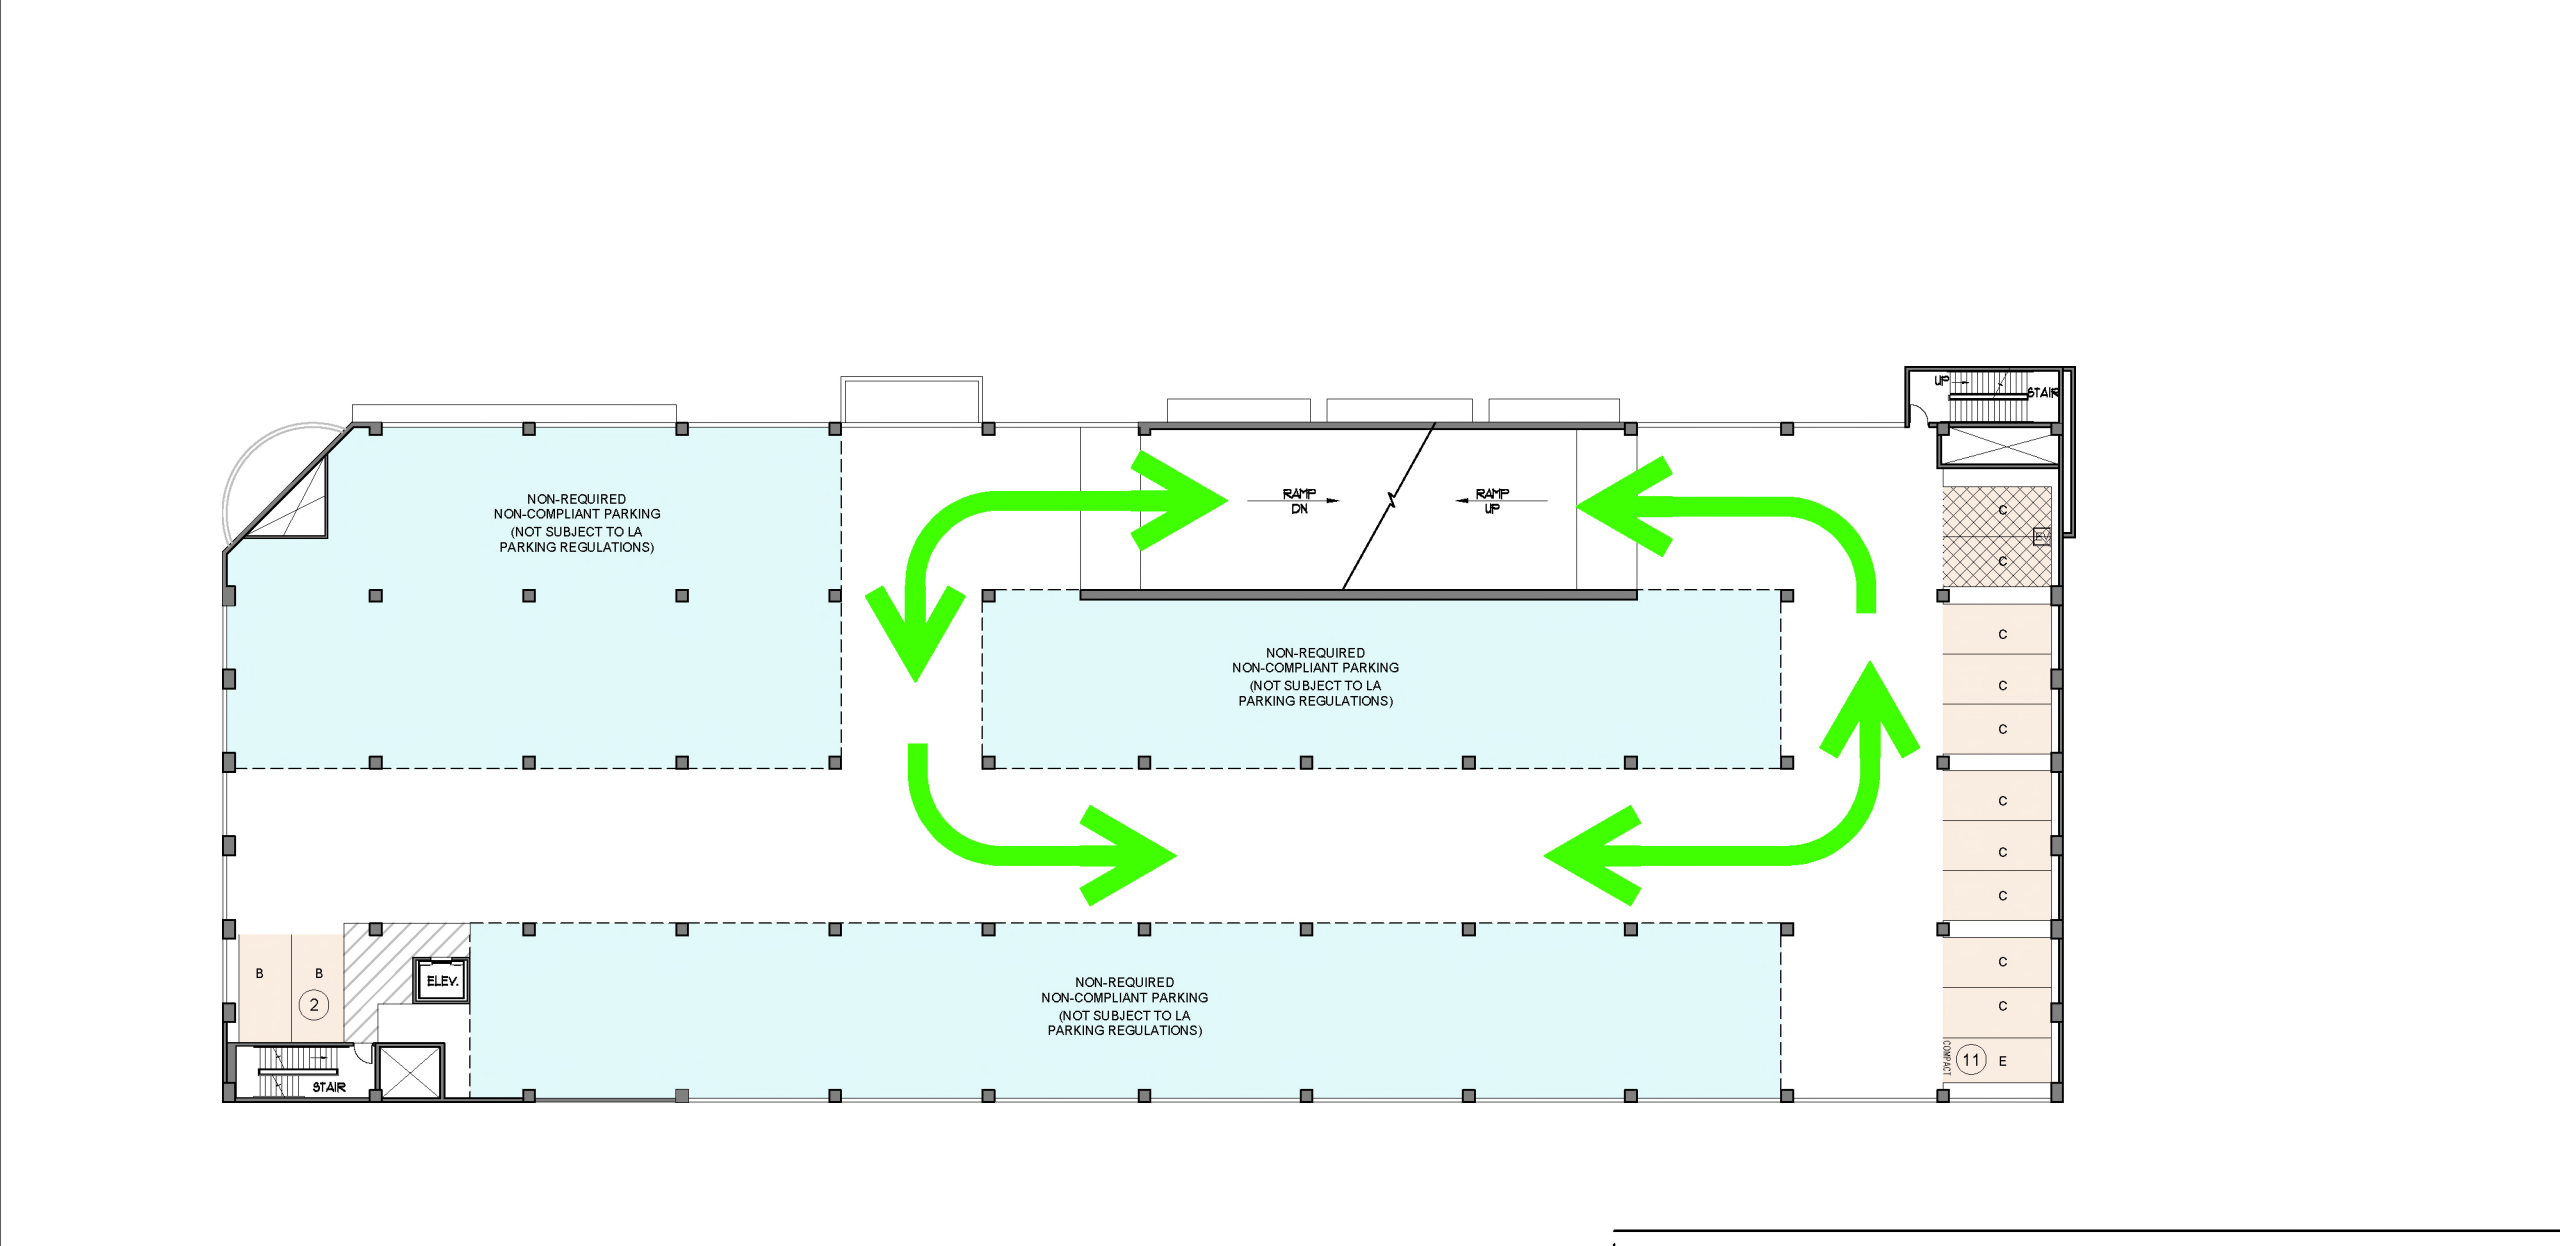 UP
STAIR
NON-REQUIRED
NON-COMPLIANT PARKING
(NOT SUBJECT TO LA
PARKING REGULATIONS)
RAMP
DN
RAMP
UP
C
EV
C
NON-REQUIRED
NON-COMPLIANT PARKING
(NOT SUBJECT TO LA
PARKING REGULATIONS)
C
C
C
C
C
C
B
B
2
ELEV.
NON-REQUIRED
NON-COMPLIANT PARKING
(NOT SUBJECT TO LA
PARKING REGULATIONS)
C
C
COMPACT
11
E
STAIR